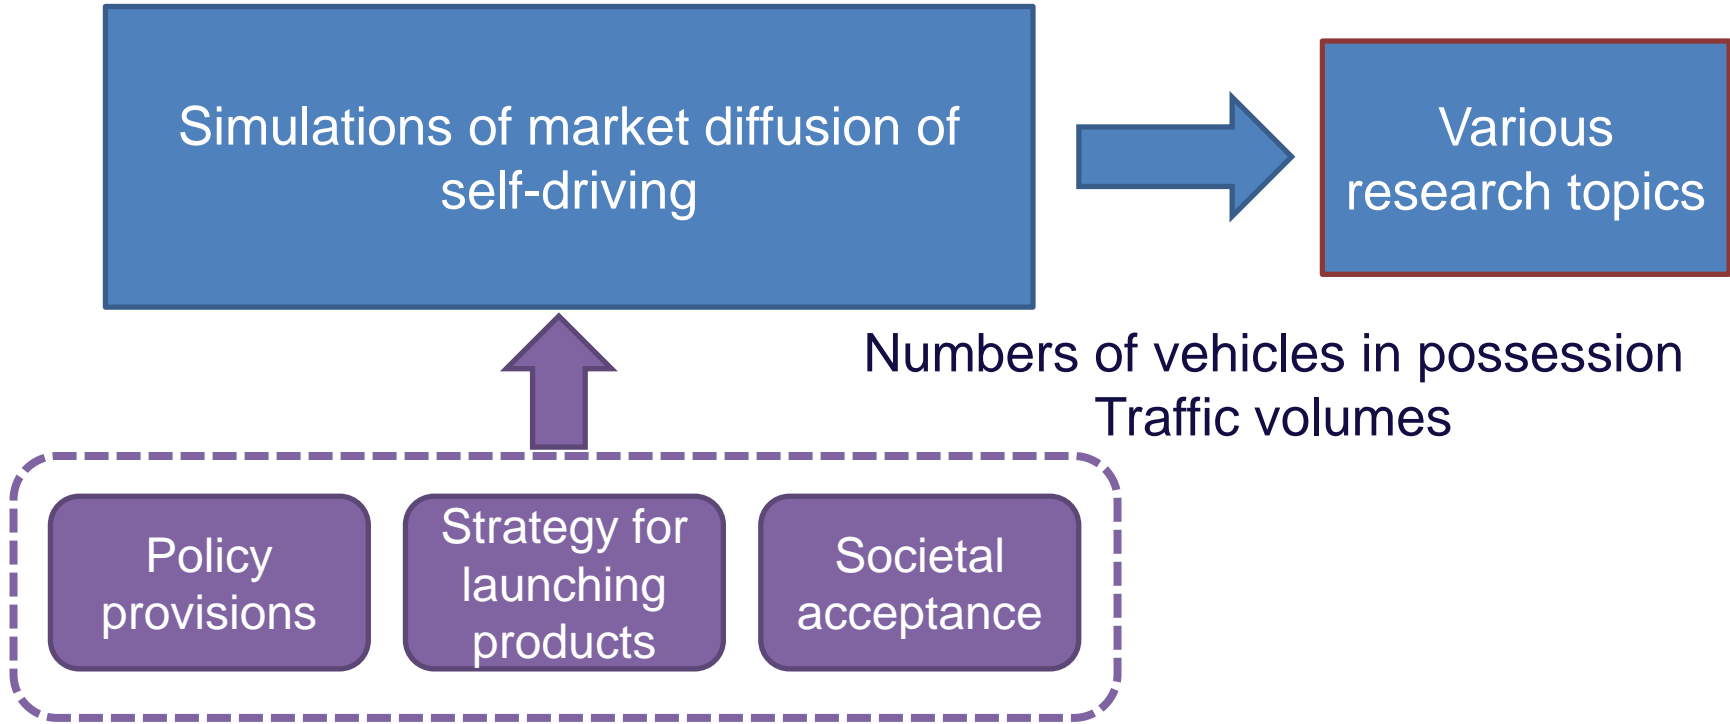 Simulations of market diffusion of
self-driving
Various
research topics
Numbers of vehicles in possession
Traffic volumes
Policy
provisions
Strategy for
launching
products
Societal
acceptance